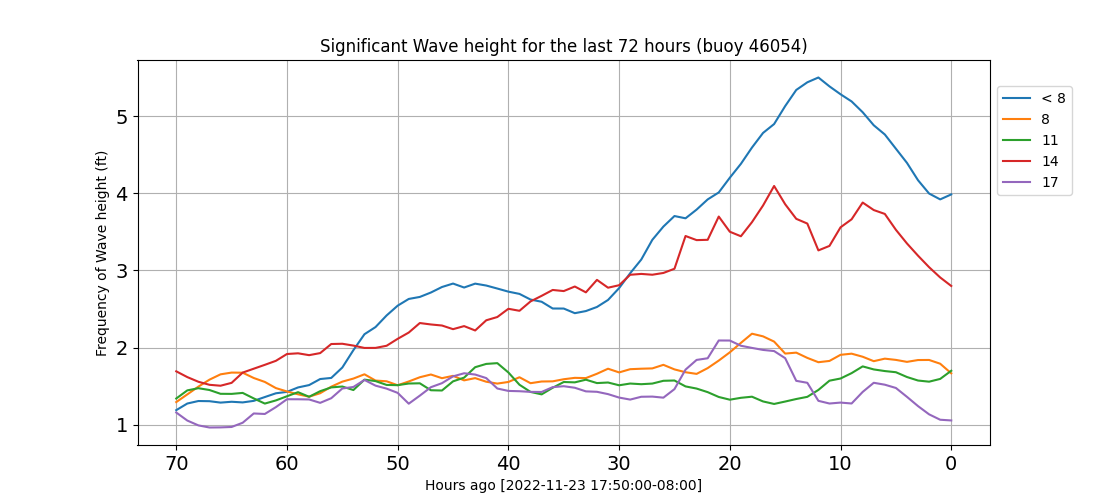 Significant Wave height for the last 72 hours (buoy 46054)
Frequency of Wave height (ft)
5
4
3
2
1
70 60 50 40 30 20 10 0
Hours ago [2022-11-23 17:50:00-08:00]
< 8
8
11
14
17